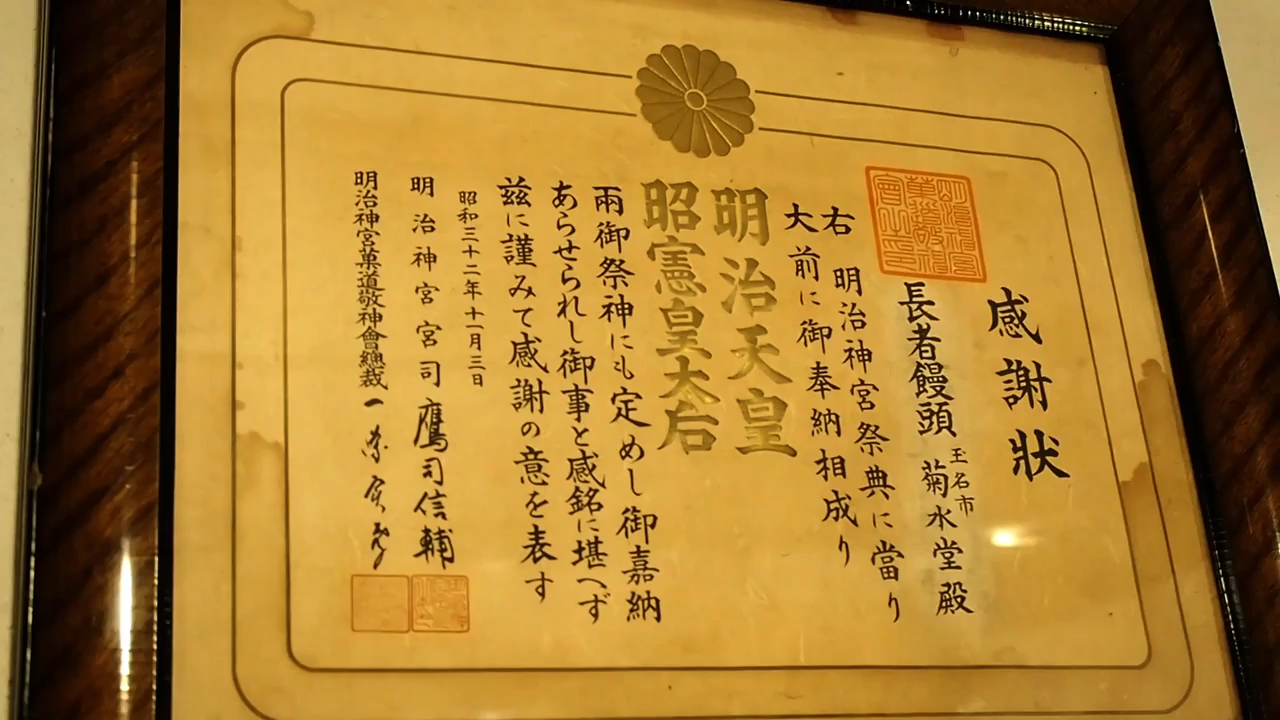 感謝狀
長者饅頭
玉名市
菊水堂殿
右 明治神宮祭典に當り
大前に御奉納相成り
明治天皇
昭憲皇太后
兩御祭神にも定めし御嘉納
あらせられし御事と感銘に堪へず
玆に謹みて感謝の意を表す
昭和三十二年十一月三日
明治神宮宮司 鷹司信輔
明治神宮菓道敬神會總裁 一條實孝